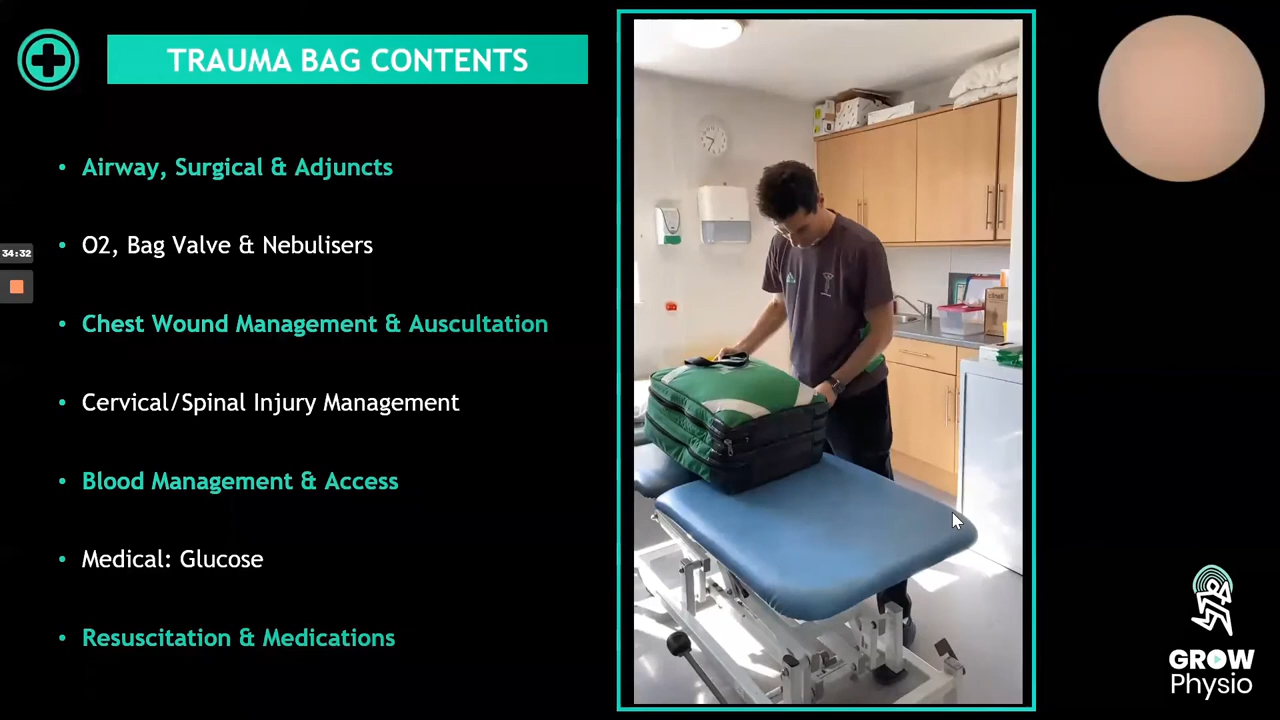 TRAUMA BAG CONTENTS
Airway, Surgical & Adjuncts
O2, Bag Valve & Nebulisers
Chest Wound Management & Auscultation
Cervical/Spinal Injury Management
Blood Management & Access
Medical: Glucose
Resuscitation & Medications
34:32
GROW
Physio